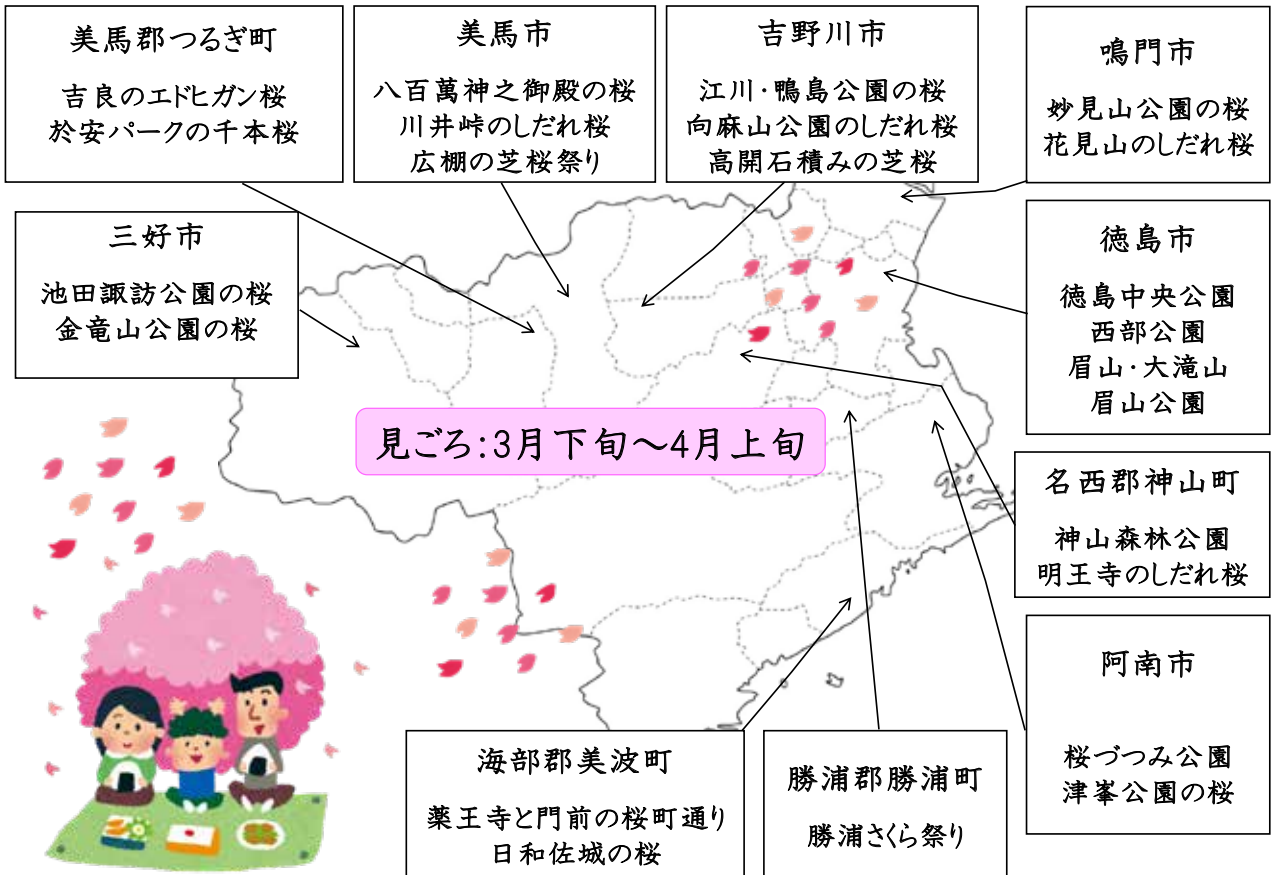 美馬郡つるぎ町
吉良のエドヒガン桜
於安パークの千本桜
美馬市
八百萬神之御殿の桜
川井峠のしだれ桜
広棚の芝桜祭り
吉野川市
江川・鴨島公園の桜
向麻山公園のしだれ桜
高開石積みの芝桜
鳴門市
妙見山公園の桜
花見山のしだれ桜
三好市
池田諏訪公園の桜
金竜山公園の桜
徳島市
徳島中央公園
西部公園
眉山・大滝山
眉山公園
見ごろ:3月下旬～4月上旬
名西郡神山町
神山森林公園
明王寺のしだれ桜
阿南市
桜づつみ公園
津峯公園の桜
海部郡美波町
薬王寺と門前の桜町通り
日和佐城の桜
勝浦郡勝浦町
勝浦さくら祭り